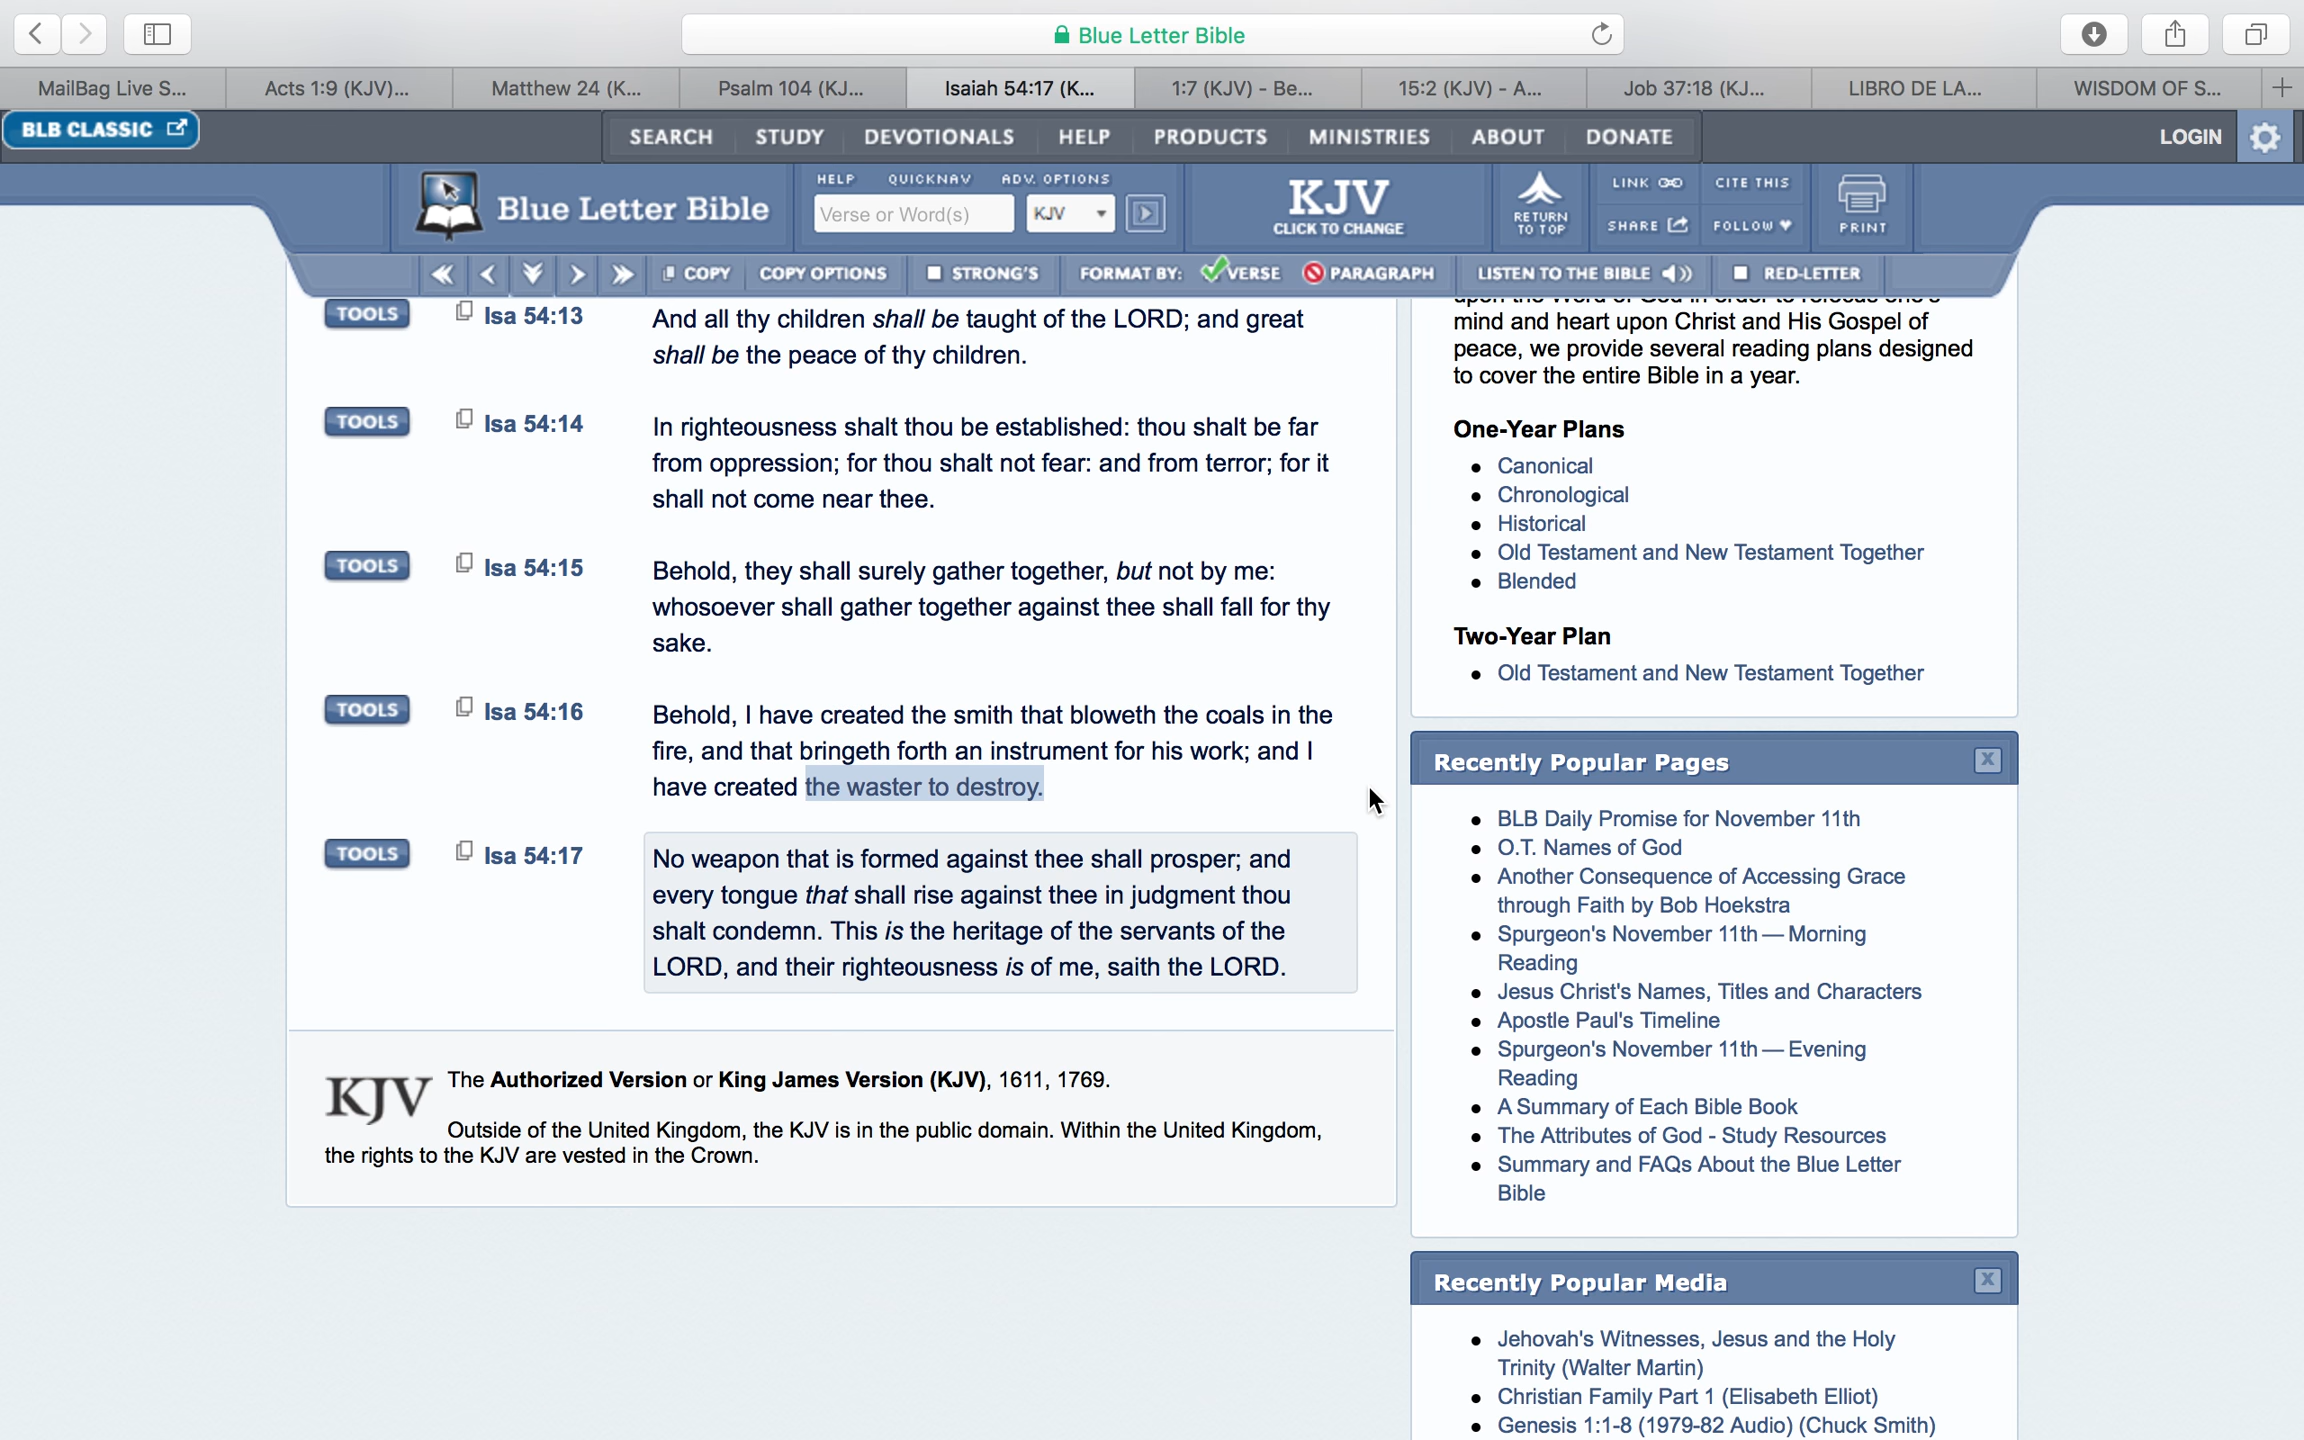 Blue Letter Bible
MailBag Live S...
Acts 1:9 (KJV)...
Matthew 24 (K...
Psalm 104 (KJ...
Isaiah 54:17 (K...
1:7 (KJV) - Be...
15:2 (KJV) - A...
Job 37:18 (KJ...
LIBRO DE LA...
WISDOM OF S...
BLB CLASSIC
SEARCH
STUDY
DEVOTIONALS
HELP
PRODUCTS
MINISTRIES
ABOUT
DONATE
LOGIN
Blue Letter Bible
HELP
QUICKNAV
ADV. OPTIONS
Verse or Word(s)
KJV
KJV
CLICK TO CHANGE
RETURN
TO TOP
LINK
CITE THIS
SHARE
FOLLOW
PRINT
COPY
COPY OPTIONS
STRONG'S
FORMAT BY:
VERSE
PARAGRAPH
LISTEN TO THE BIBLE
RED-LETTER
TOOLS
Isa 54:13
And all thy children shall be taught of the LORD; and great
shall be the peace of thy children.
TOOLS
Isa 54:14
In righteousness shalt thou be established: thou shalt be far
from oppression; for thou shalt not fear: and from terror; for it
shall not come near thee.
TOOLS
Isa 54:15
Behold, they shall surely gather together, but not by me:
whosoever shall gather together against thee shall fall for thy
sake.
TOOLS
Isa 54:16
Behold, I have created the smith that bloweth the coals in the
fire, and that bringeth forth an instrument for his work; and I
have created the waster to destroy.
TOOLS
Isa 54:17
No weapon that is formed against thee shall prosper; and
every tongue that shall rise against thee in judgment thou
shalt condemn. This is the heritage of the servants of the
LORD, and their righteousness is of me, saith the LORD.
KJV
The Authorized Version or King James Version (KJV), 1611, 1769.
Outside of the United Kingdom, the KJV is in the public domain. Within the United Kingdom,
the rights to the KJV are vested in the Crown.
upon the Word of God in order to refocus one's
mind and heart upon Christ and His Gospel of
peace, we provide several reading plans designed
to cover the entire Bible in a year.
One-Year Plans
Canonical
Chronological
Historical
Old Testament and New Testament Together
Blended
Two-Year Plan
Old Testament and New Testament Together
Recently Popular Pages
X
BLB Daily Promise for November 11th
O.T. Names of God
Another Consequence of Accessing Grace
through Faith by Bob Hoekstra
Spurgeon's November 11th — Morning
Reading
Jesus Christ's Names, Titles and Characters
Apostle Paul's Timeline
Spurgeon's November 11th — Evening
Reading
A Summary of Each Bible Book
The Attributes of God - Study Resources
Summary and FAQs About the Blue Letter
Bible
Recently Popular Media
X
Jehovah's Witnesses, Jesus and the Holy
Trinity (Walter Martin)
Christian Family Part 1 (Elisabeth Elliot)
Genesis 1:1-8 (1979-82 Audio) (Chuck Smith)